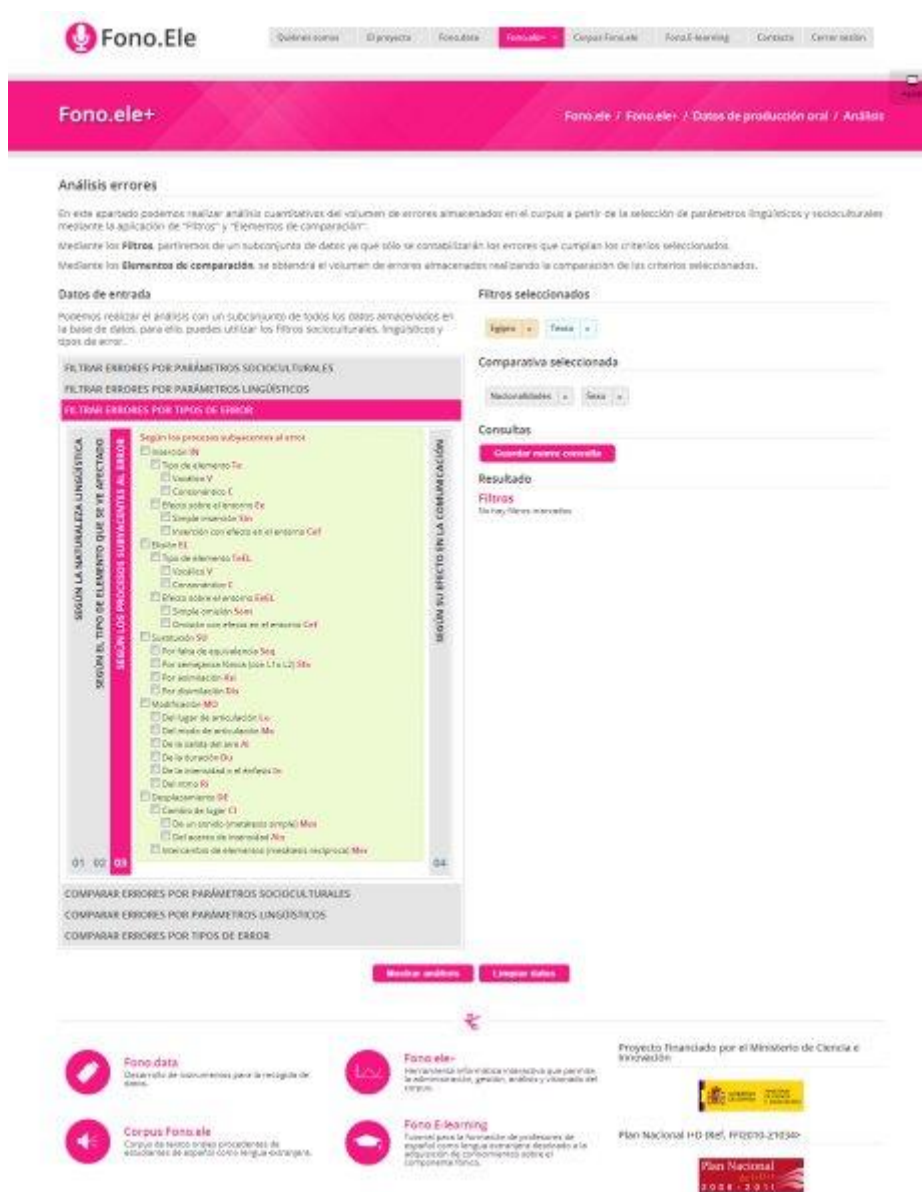 Fono.Ele
Quiénes somos El proyecto Fono.data Fono.ele+ Corpus Fono.ele Fono.E-learning Contacto Cerrar sesión
Fono.ele+
Fono.ele / Fono.ele+ / Datos de producción oral / Análisis
Análisis errores
En este apartado podemos realizar análisis cuantitativos del volumen de errores almacenados en el corpus a partir de la selección de parámetros lingüísticos y socioculturales
mediante la aplicación de "Filtros" y "Elementos de comparación".
Mediante los Filtros, partiremos de un subconjunto de datos ya que sólo se contabilizarán los errores que cumplan los criterios seleccionados.
Mediante los Elementos de comparación, se obtendrá el volumen de errores almacenados realizando la comparación de los criterios seleccionados.
Datos de entrada
Podemos realizar el análisis con un subconjunto de todos los datos almacenados en
la base de datos, para ello, puedes utilizar los filtros socioculturales, lingüísticos y
tipos de error.
FILTRAR ERRORES POR PARÁMETROS SOCIOCULTURALES
FILTRAR ERRORES POR PARÁMETROS LINGÜÍSTICOS
FILTRAR ERRORES POR TIPOS DE ERROR
SEGÚN LA NATURALEZA LINGÜÍSTICA
01
SEGÚN EL TIPO DE ELEMENTO QUE SE VE AFECTADO
02
SEGÚN LOS PROCESOS SUBYACENTES AL ERROR
03
Según los procesos subyacentes al error
Inserción IN
Tipo de elemento Te
Vocálico V
Consonántico C
Efecto sobre el entorno Ee
Simple inserción
Inserción con efecto en el entorno Cef
Elisión EL
Tipo de elemento TeEL
Vocálico V
Consonántico C
Efecto sobre el entorno EeEL
Simple omisión Som
Omisión con efecto en el entorno Cef
Sustitución SU
Por falta de equivalencia Seq
Por semejanza fónica (con L1 o L2)
Por asimilación Asi
Por disimilación Dis
Modificación MO
Del lugar de articulación Lu
Del modo de articulación Mo
De la salida del aire Ai
De la duración Du
De la intensidad o el énfasis In
Del ritmo Ri
Desplazamiento DE
Cambio de lugar Cl
De un sonido (metátesis simple)
Del acento de intensidad
Intercambio de elementos (metátesis recíproca)
SEGÚN SU EFECTO EN LA COMUNICACIÓN
04
COMPARAR ERRORES POR PARÁMETROS SOCIOCULTURALES
COMPARAR ERRORES POR PARÁMETROS LINGÜÍSTICOS
COMPARAR ERRORES POR TIPOS DE ERROR
Filtros seleccionados
Egipto x Texto x
Comparativa seleccionada
Nacionalidades x Sexo x
Consultas
Guardar nueva consulta
Resultado
Filtros
No hay filtros marcados
Mostrar análisis Limpiar datos
Fono.data
Desarrollo de instrumentos para la recogida de
datos.
Fono.ele+
Herramienta informática interactiva que permite
la administración, gestión, análisis y visionado del
corpus.
Proyecto financiado por el Ministerio de Ciencia e
Innovación
GOBIERNO
DE ESPAÑA
Corpus Fono.ele
Corpus de textos orales procedentes de
estudiantes de español como lengua extranjera.
Fono E-learning
Tutorial para la formación de profesores de
español como lengua extranjera destinado a la
adquisición de conocimientos sobre el
componente fónico.
Plan Nacional I+D (Ref. FFI2010-21034)
Plan Nacional
de I+D+i
2008 - 2011